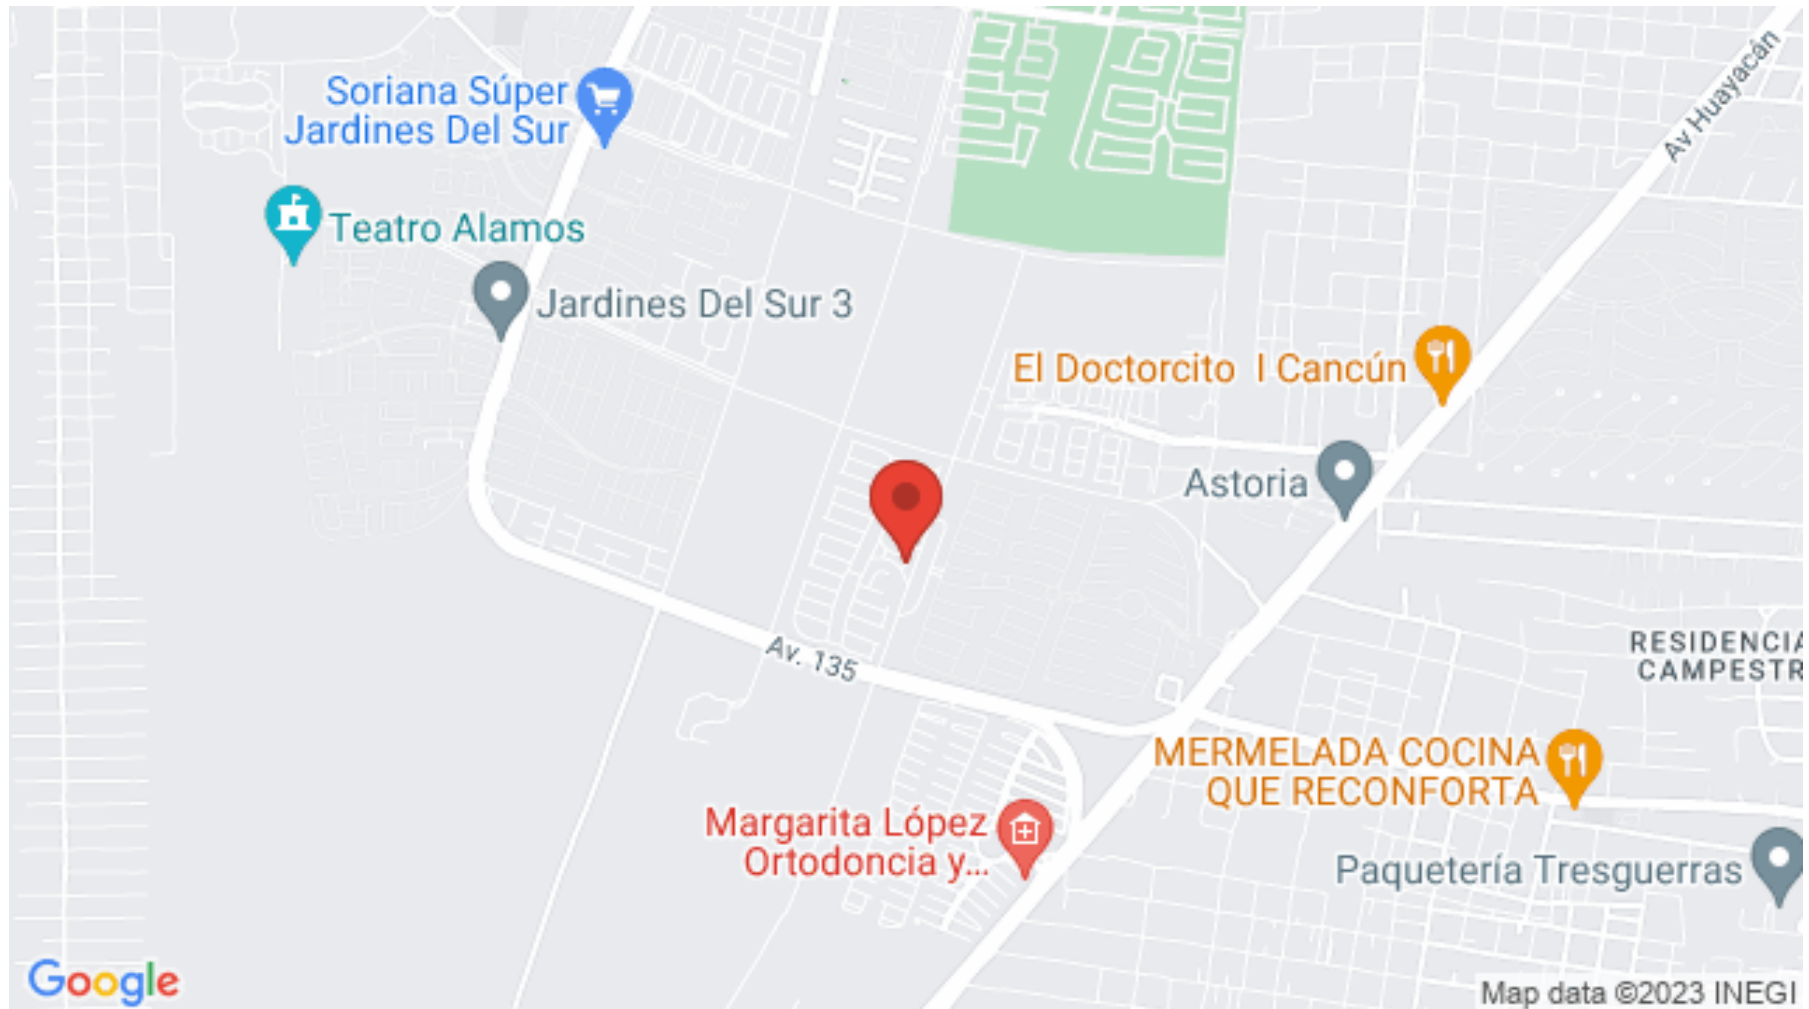 Av Huayacán
Soriana Súper
Jardines Del Sur
Teatro Alamos
Jardines Del Sur 3
El Doctorcito I Cancún
Astoria
Av. 135
RESIDENCIA
CAMPESTR
MERMELADA COCINA
QUE RECONFORTA
Margarita López
Ortodoncia y...
Paquetería Tresguerras
Google
Map data ©2023 INEGI